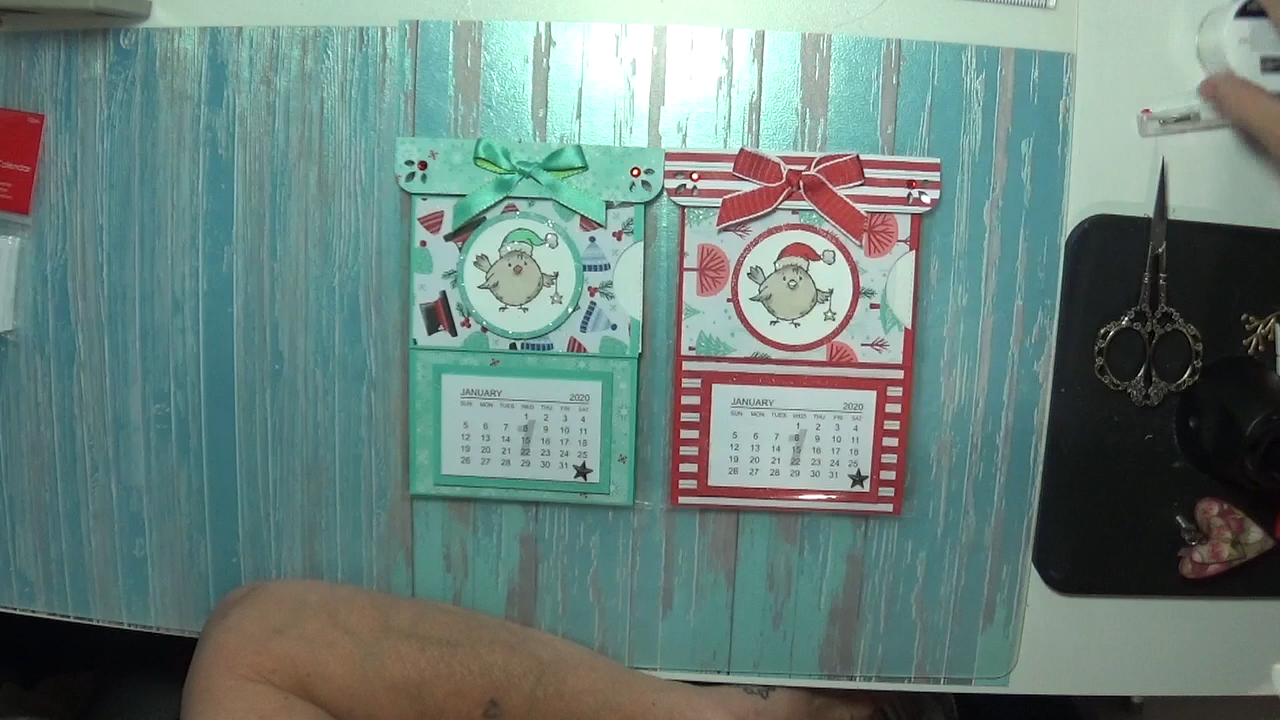 Calendar
JANUARY 2020
SUN MON TUES WED THU FRI SAT
1 2 3 4
5 6 7 8 9 10 11
12 13 14 15 16 17 18
19 20 21 22 23 24 25
26 27 28 29 30 31
JANUARY 2020
SUN MON TUES WED THU FRI SAT
1 2 3 4
5 6 7 8 9 10 11
12 13 14 15 16 17 18
19 20 21 22 23 24 25
26 27 28 29 30 31